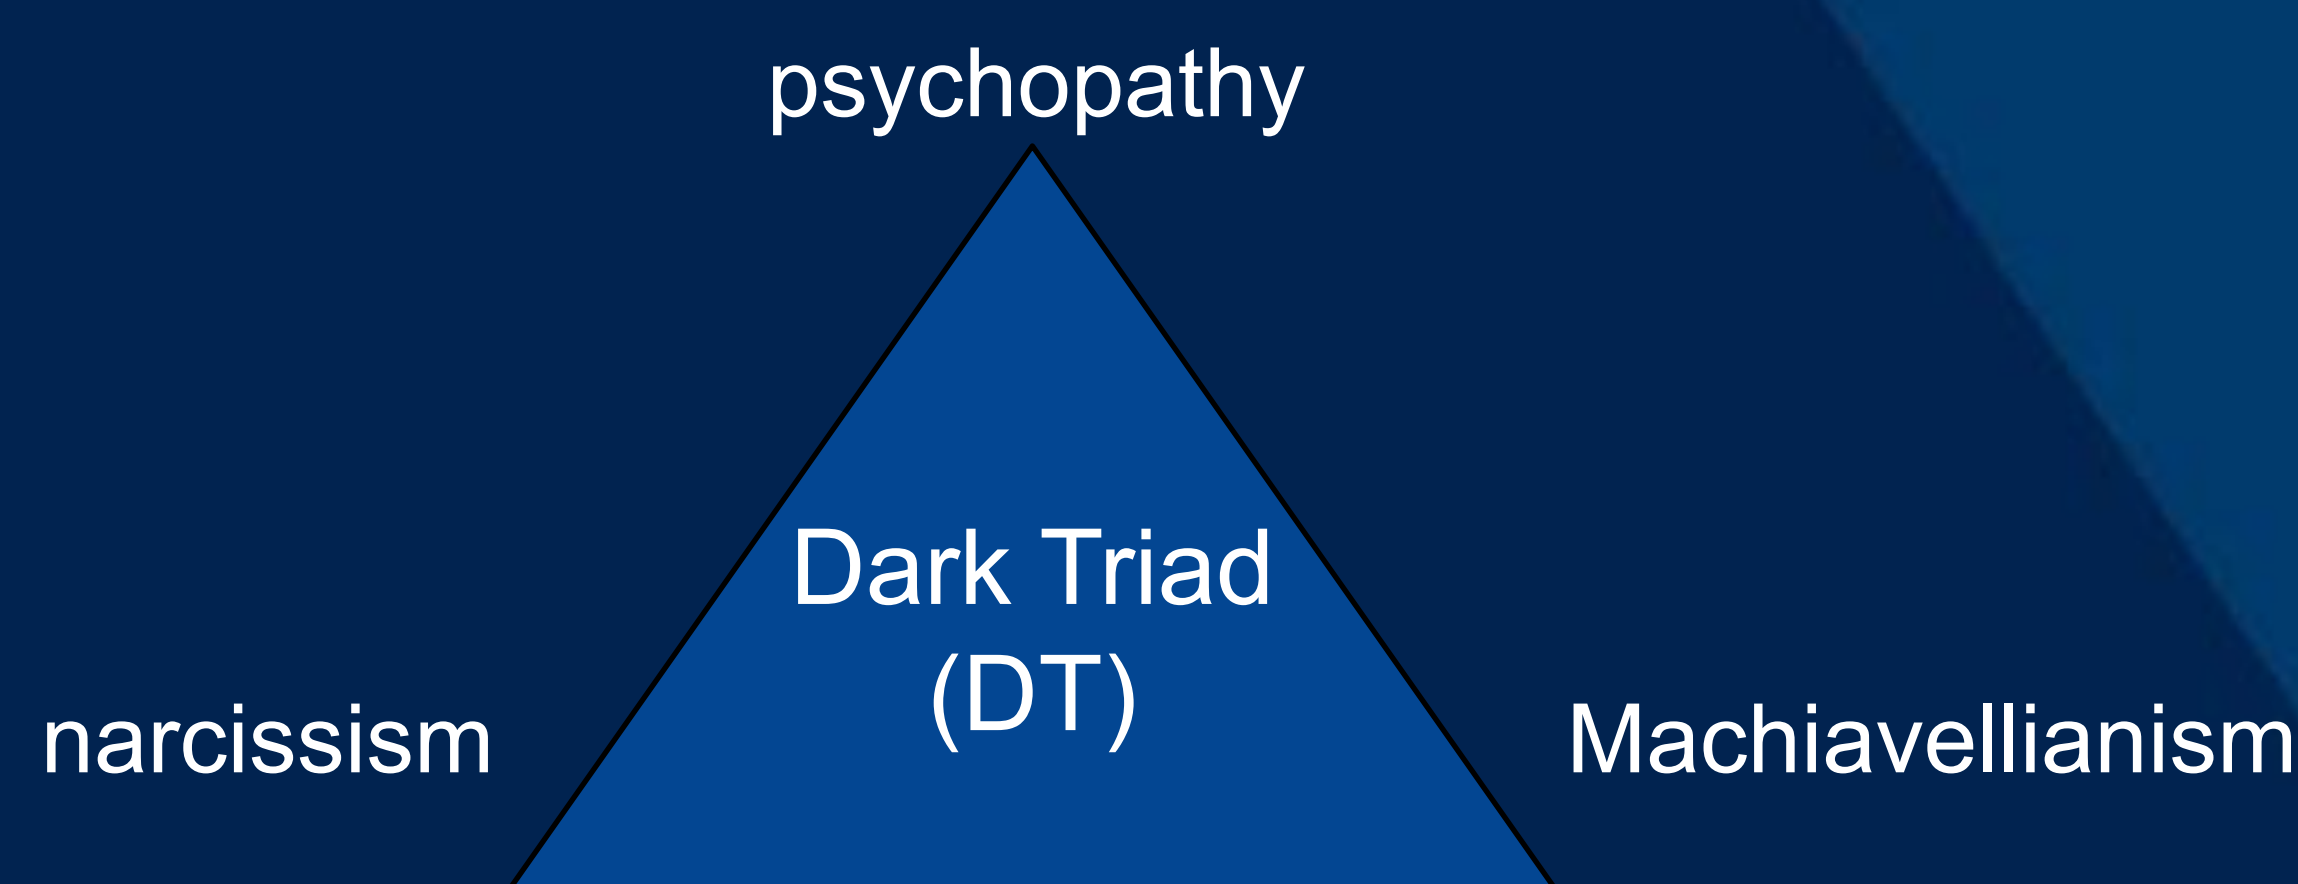 psychopathy
Dark Triad
(DT)
narcissism
Machiavellianism